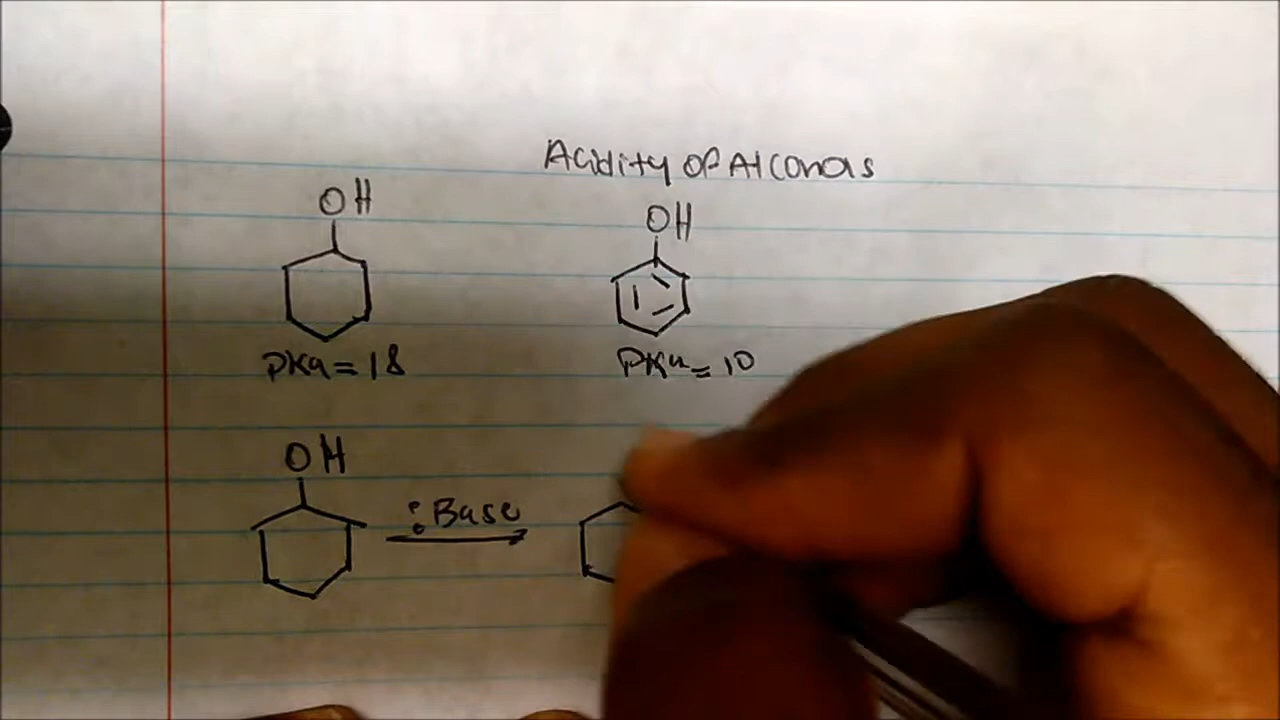 Acidity of Alcohols
OH
OH
PKa = 18
PKa = 10
OH
: Base